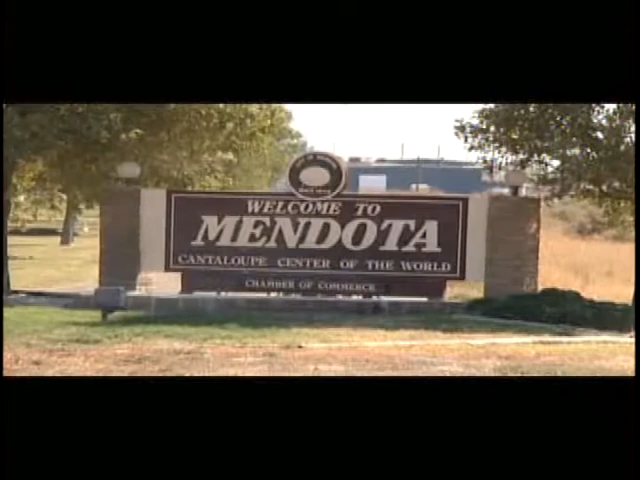 WELCOME TO
MENDOTA
CANTALOUPE CENTER OF THE WORLD
CHAMBER OF COMMERCE